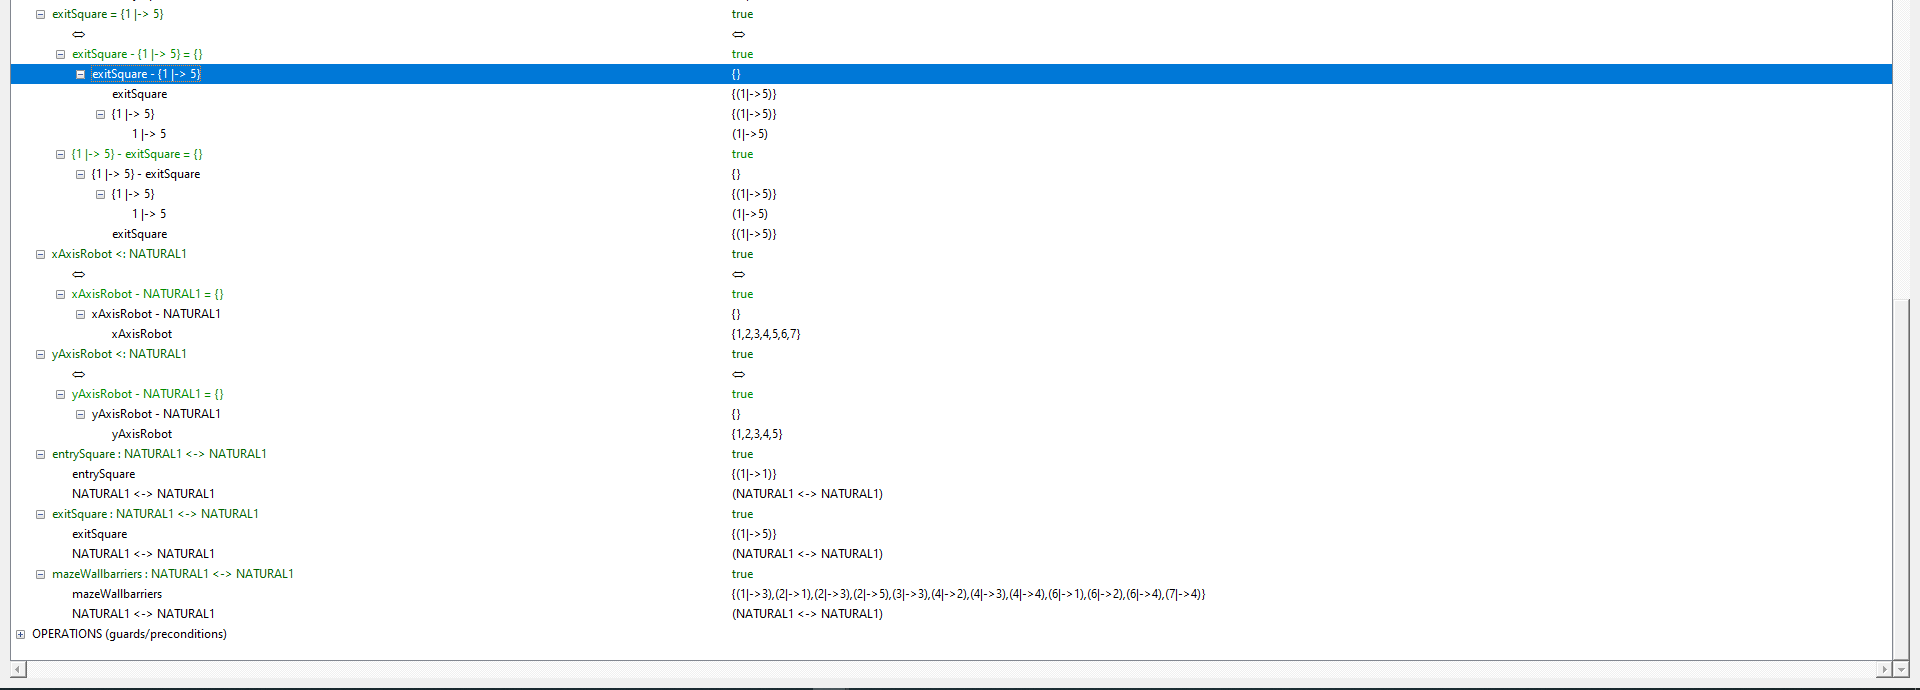 exitSquare = {1 |-> 5} true
⇔ ⇔
exitSquare - {1 |-> 5} = {} true
exitSquare - {1 |-> 5} {}
exitSquare {(1|->5)}
{1 |-> 5} {(1|->5)}
1 |-> 5 (1|->5)
{1 |-> 5} - exitSquare = {} true
{1 |-> 5} - exitSquare {}
{1 |-> 5} {(1|->5)}
1 |-> 5 (1|->5)
exitSquare {(1|->5)}
xAxisRobot <: NATURAL1 true
⇔ ⇔
xAxisRobot - NATURAL1 = {} true
xAxisRobot - NATURAL1 {}
xAxisRobot {1,2,3,4,5,6,7}
yAxisRobot <: NATURAL1 true
⇔ ⇔
yAxisRobot - NATURAL1 = {} true
yAxisRobot - NATURAL1 {}
yAxisRobot {1,2,3,4,5}
entrySquare : NATURAL1 <-> NATURAL1 true
entrySquare {(1|->1)}
NATURAL1 <-> NATURAL1 (NATURAL1 <-> NATURAL1)
exitSquare : NATURAL1 <-> NATURAL1 true
exitSquare {(1|->5)}
NATURAL1 <-> NATURAL1 (NATURAL1 <-> NATURAL1)
mazeWallbarriers : NATURAL1 <-> NATURAL1 true
mazeWallbarriers {(1|->3),(2|->1),(2|->3),(2|->5),(3|->3),(4|->2),(4|->3),(4|->4),(6|->1),(6|->2),(6|->4),(7|->4)}
NATURAL1 <-> NATURAL1 (NATURAL1 <-> NATURAL1)
OPERATIONS (guards/preconditions)